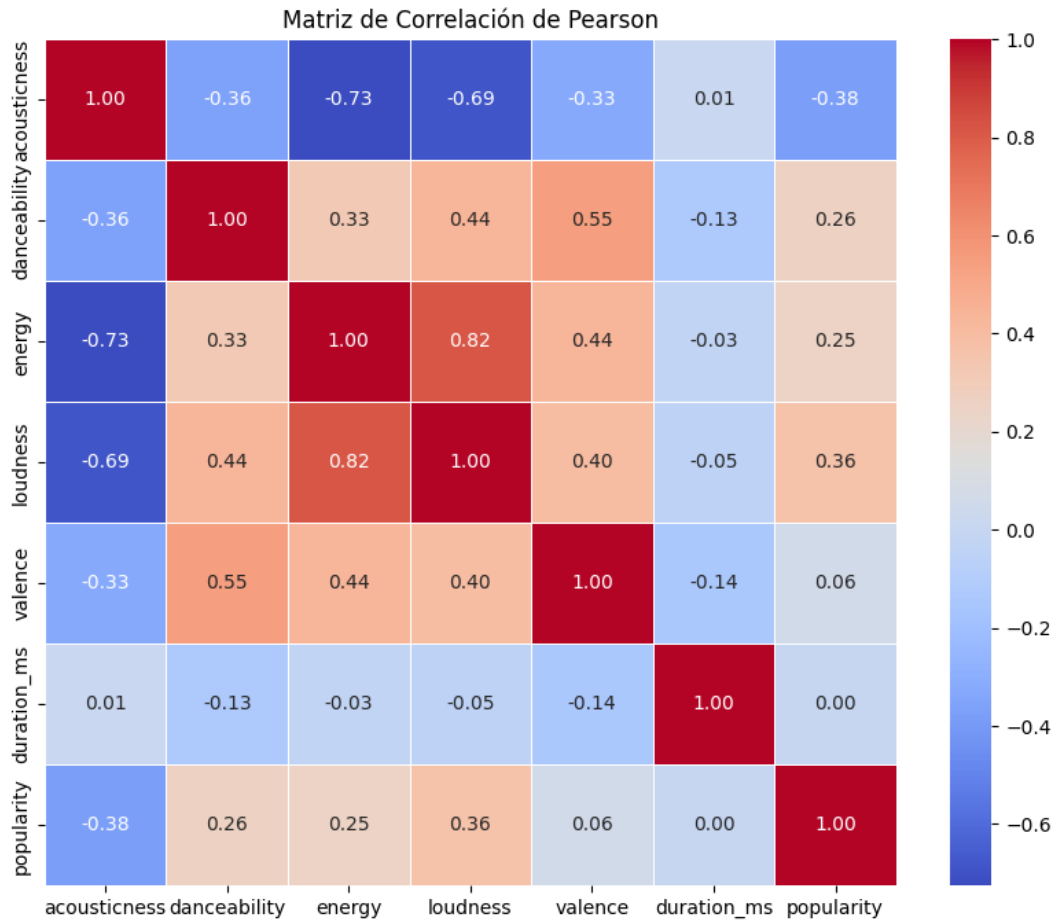 Matriz de Correlación de Pearson
acousticness 1.00 -0.36 -0.73 -0.69 -0.33 0.01 -0.38
danceability -0.36 1.00 0.33 0.44 0.55 -0.13 0.26
energy -0.73 0.33 1.00 0.82 0.44 -0.03 0.25
loudness -0.69 0.44 0.82 1.00 0.40 -0.05 0.36
valence -0.33 0.55 0.44 0.40 1.00 -0.14 0.06
duration_ms 0.01 -0.13 -0.03 -0.05 -0.14 1.00 0.00
popularity -0.38 0.26 0.25 0.36 0.06 0.00 1.00
acousticness danceability energy loudness valence duration_ms popularity
1.0
0.8
0.6
0.4
0.2
0.0
−0.2
−0.4
−0.6